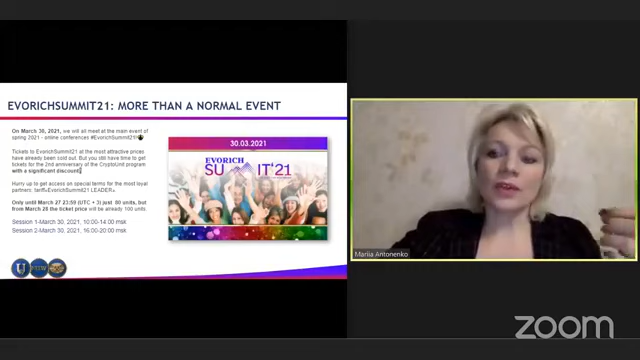 EVORICHSUMMIT21: MORE THAN A NORMAL EVENT
On March 30, 2021, we will all meet at the main event of
spring 2021 - online conferences #EvorichSummit21!
Tickets to EvorichSummit21 at the most attractive prices
have already been sold out. But you still have time to get
tickets for the 2nd anniversary of the CryptoUnit program
with a significant discount
Hurry up to get access on special terms for the most loyal
partners: tariff«EvorichSummit21 LEADER».
Only until March 27 23:59 (UTC + 3) just 80 units, but
from March 28 the ticket price will be already 100 units.
Session 1-March 30, 2021, 10:00-14:00 msk
Session 2-March 30, 2021, 16:00-20:00 msk
30.03.2021
EVORICH
SUMMIT'21
U
Mariia Antonenko
zoom